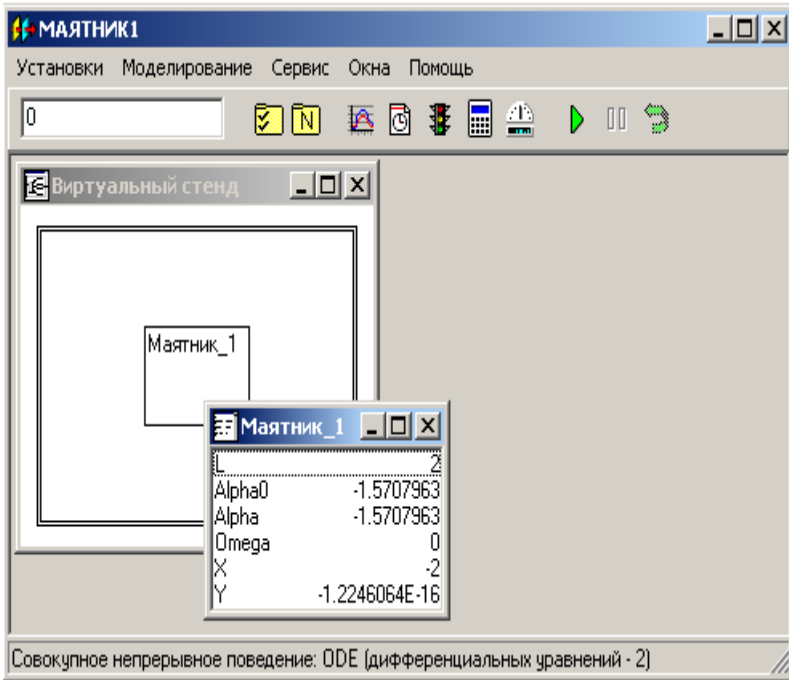 МАЯТНИК1
Установки Моделирование Сервис Окна Помощь
0
N
Виртуальный стенд
Маятник_1
Маятник_1
L 2
Alpha0 -1.5707963
Alpha -1.5707963
Omega 0
X -2
Y -1.2246064E-16
Совокупное непрерывное поведение: ODE (дифференциальных уравнений - 2)